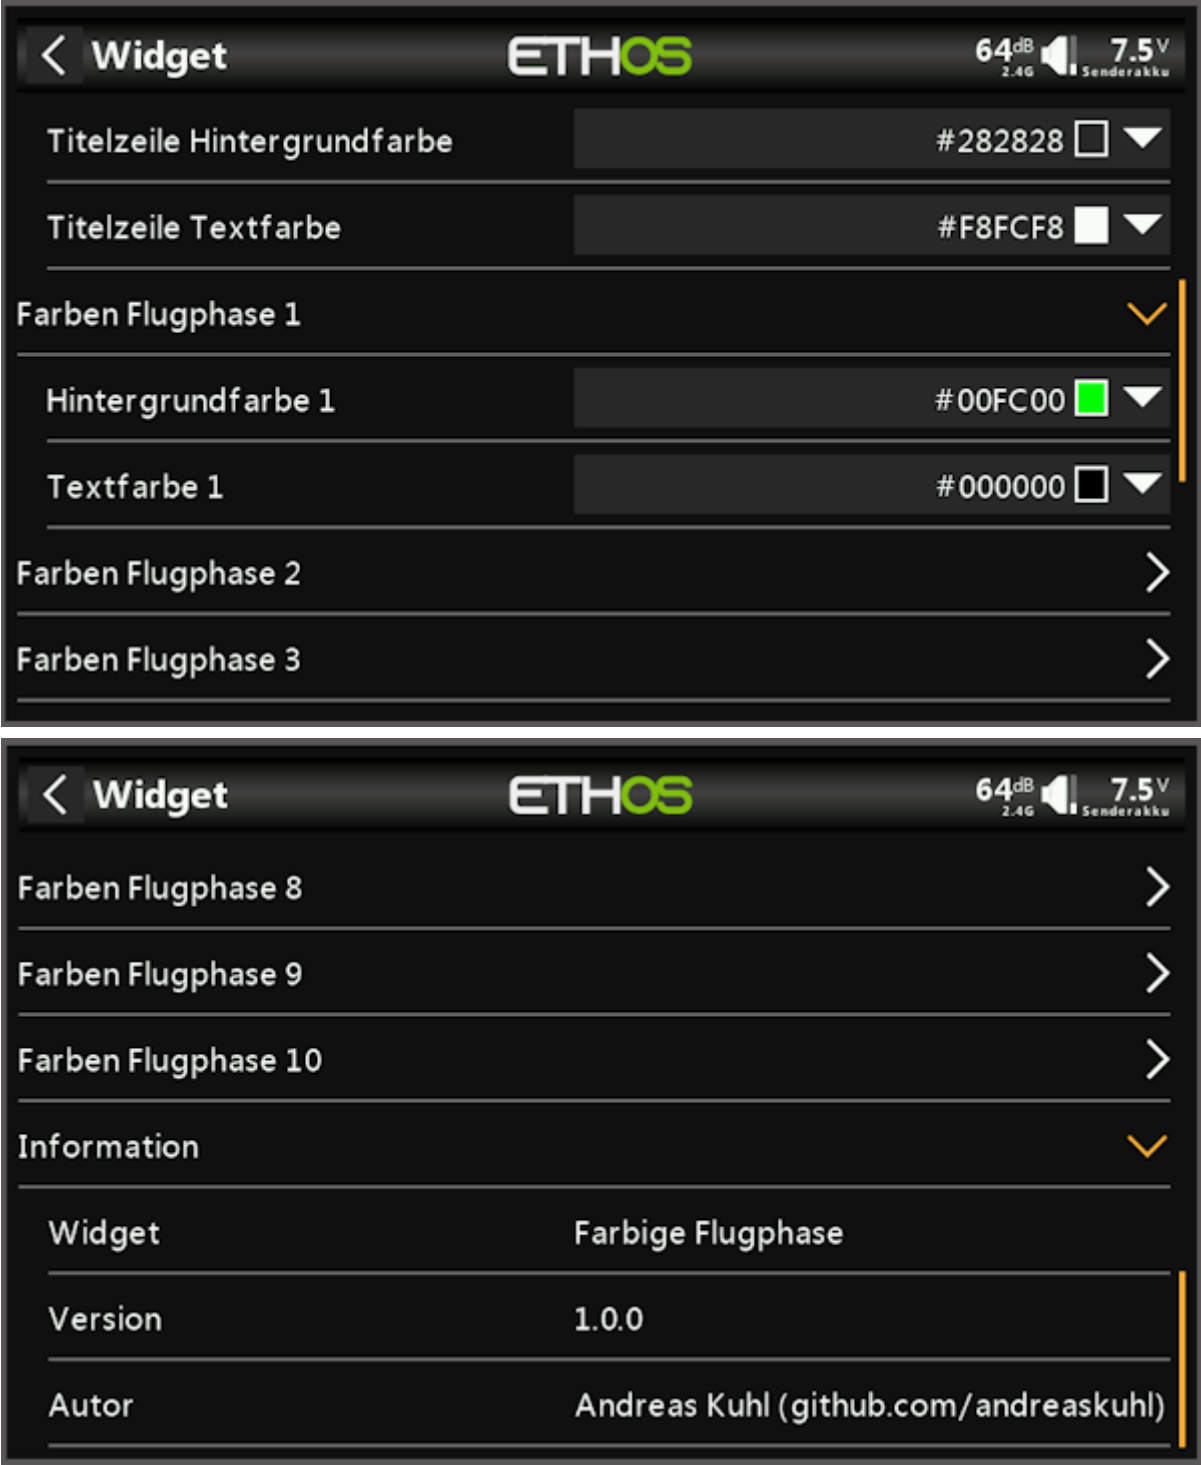 Widget
ETHOS
64dB
2.4G
7.5V
Senderakku
Titelzeile Hintergrundfarbe #282828
Titelzeile Textfarbe #F8FCF8
Farben Flugphase 1
Hintergrundfarbe 1 #00FC00
Textfarbe 1 #000000
Farben Flugphase 2
Farben Flugphase 3
Widget
ETHOS
64dB
2.4G
7.5V
Senderakku
Farben Flugphase 8
Farben Flugphase 9
Farben Flugphase 10
Information
Widget Farbige Flugphase
Version 1.0.0
Autor Andreas Kuhl (github.com/andreaskuhl)